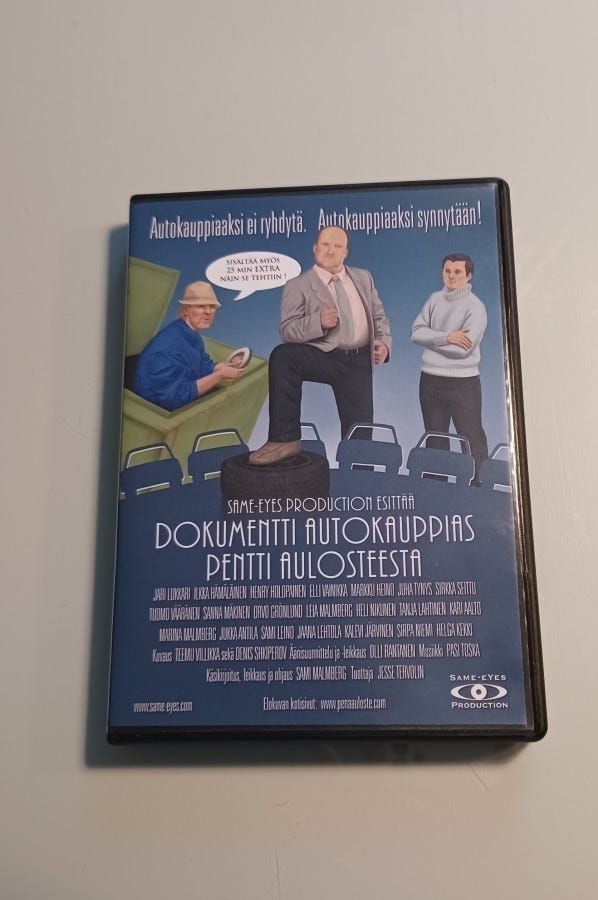 Autokauppiaaksi ei ryhdytä. Autokauppiaaksi synnytään!
SISÄLTÄÄ MYÖS
25 MIN EXTRA
NÄIN SE TEHTIIN!
SAME-EYES PRODUCTION ESITTÄÄ
DOKUMENTTI AUTOKAUPPIAS
PENTTI AULOSTEESTA
JARI LUKKARI ILKKA HÄMÄLÄINEN HENRY HOLOPAINEN ELLI VAINIKKA MARKKU HEINO JUHA TYNYS SIRKKA SEITTU
TUOMO VÄÄRÄNEN SANNA MÄKINEN ORVO GRÖNLUND LEIA MALMBERG HELI NIKUNEN TANJA LAHTINEN KARI AALTO
MARINA MALMBERG JUKKA ANTILA SAMI LEINO JAANA LEHTOLA KALEVI JÄRVINEN SIRPA NIEMI HELGA KEKKI
Kuvaus TEEMU VILLIKKA sekä DENIS SHKIPEROV Äänisuunnittelu ja -leikkaus OLLI RANTANEN Musiikki PASI TOSKA
Käsikirjoitus, leikkaus ja ohjaus SAMI MALMBERG Tuottaja JESSE TERVOLIN
www.same-eyes.com
Elokuvan kotisivut: www.penaauloste.com
SAME-EYES
PRODUCTION